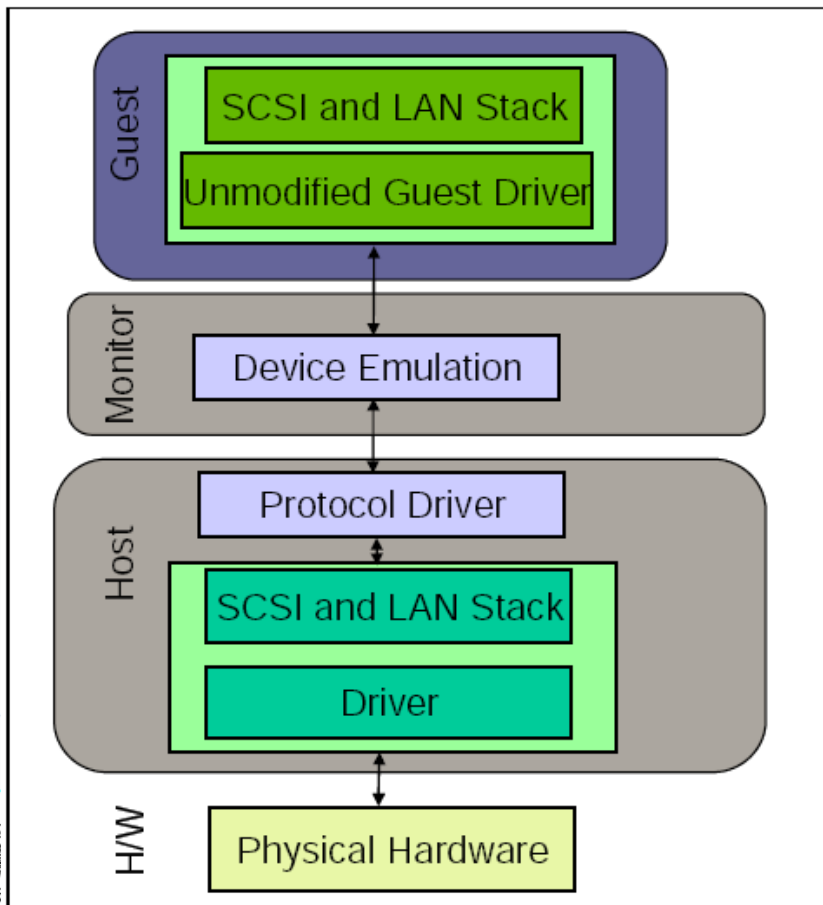 Guest
SCSI and LAN Stack
Unmodified Guest Driver
Monitor
Device Emulation
Host
Protocol Driver
SCSI and LAN Stack
Driver
H/W
Physical Hardware